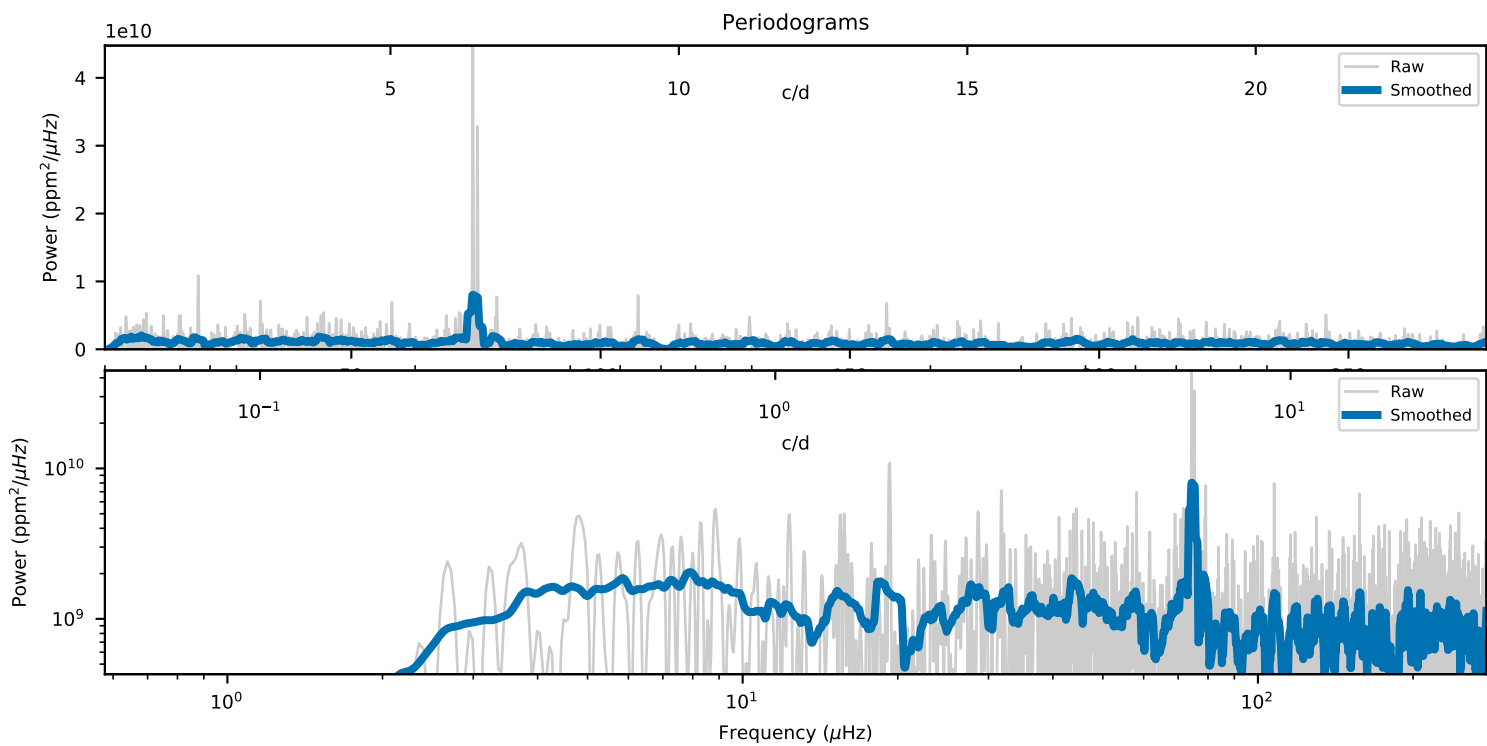 Periodograms
1e10
Raw
Smoothed
5 10 15 20
c/d
4
3
2
1
0
Power (ppm²/μHz)
Raw
Smoothed
10⁻¹ 10⁰ 10¹
c/d
10¹⁰
10⁹
Power (ppm²/μHz)
10⁰ 10¹ 10²
Frequency (μHz)